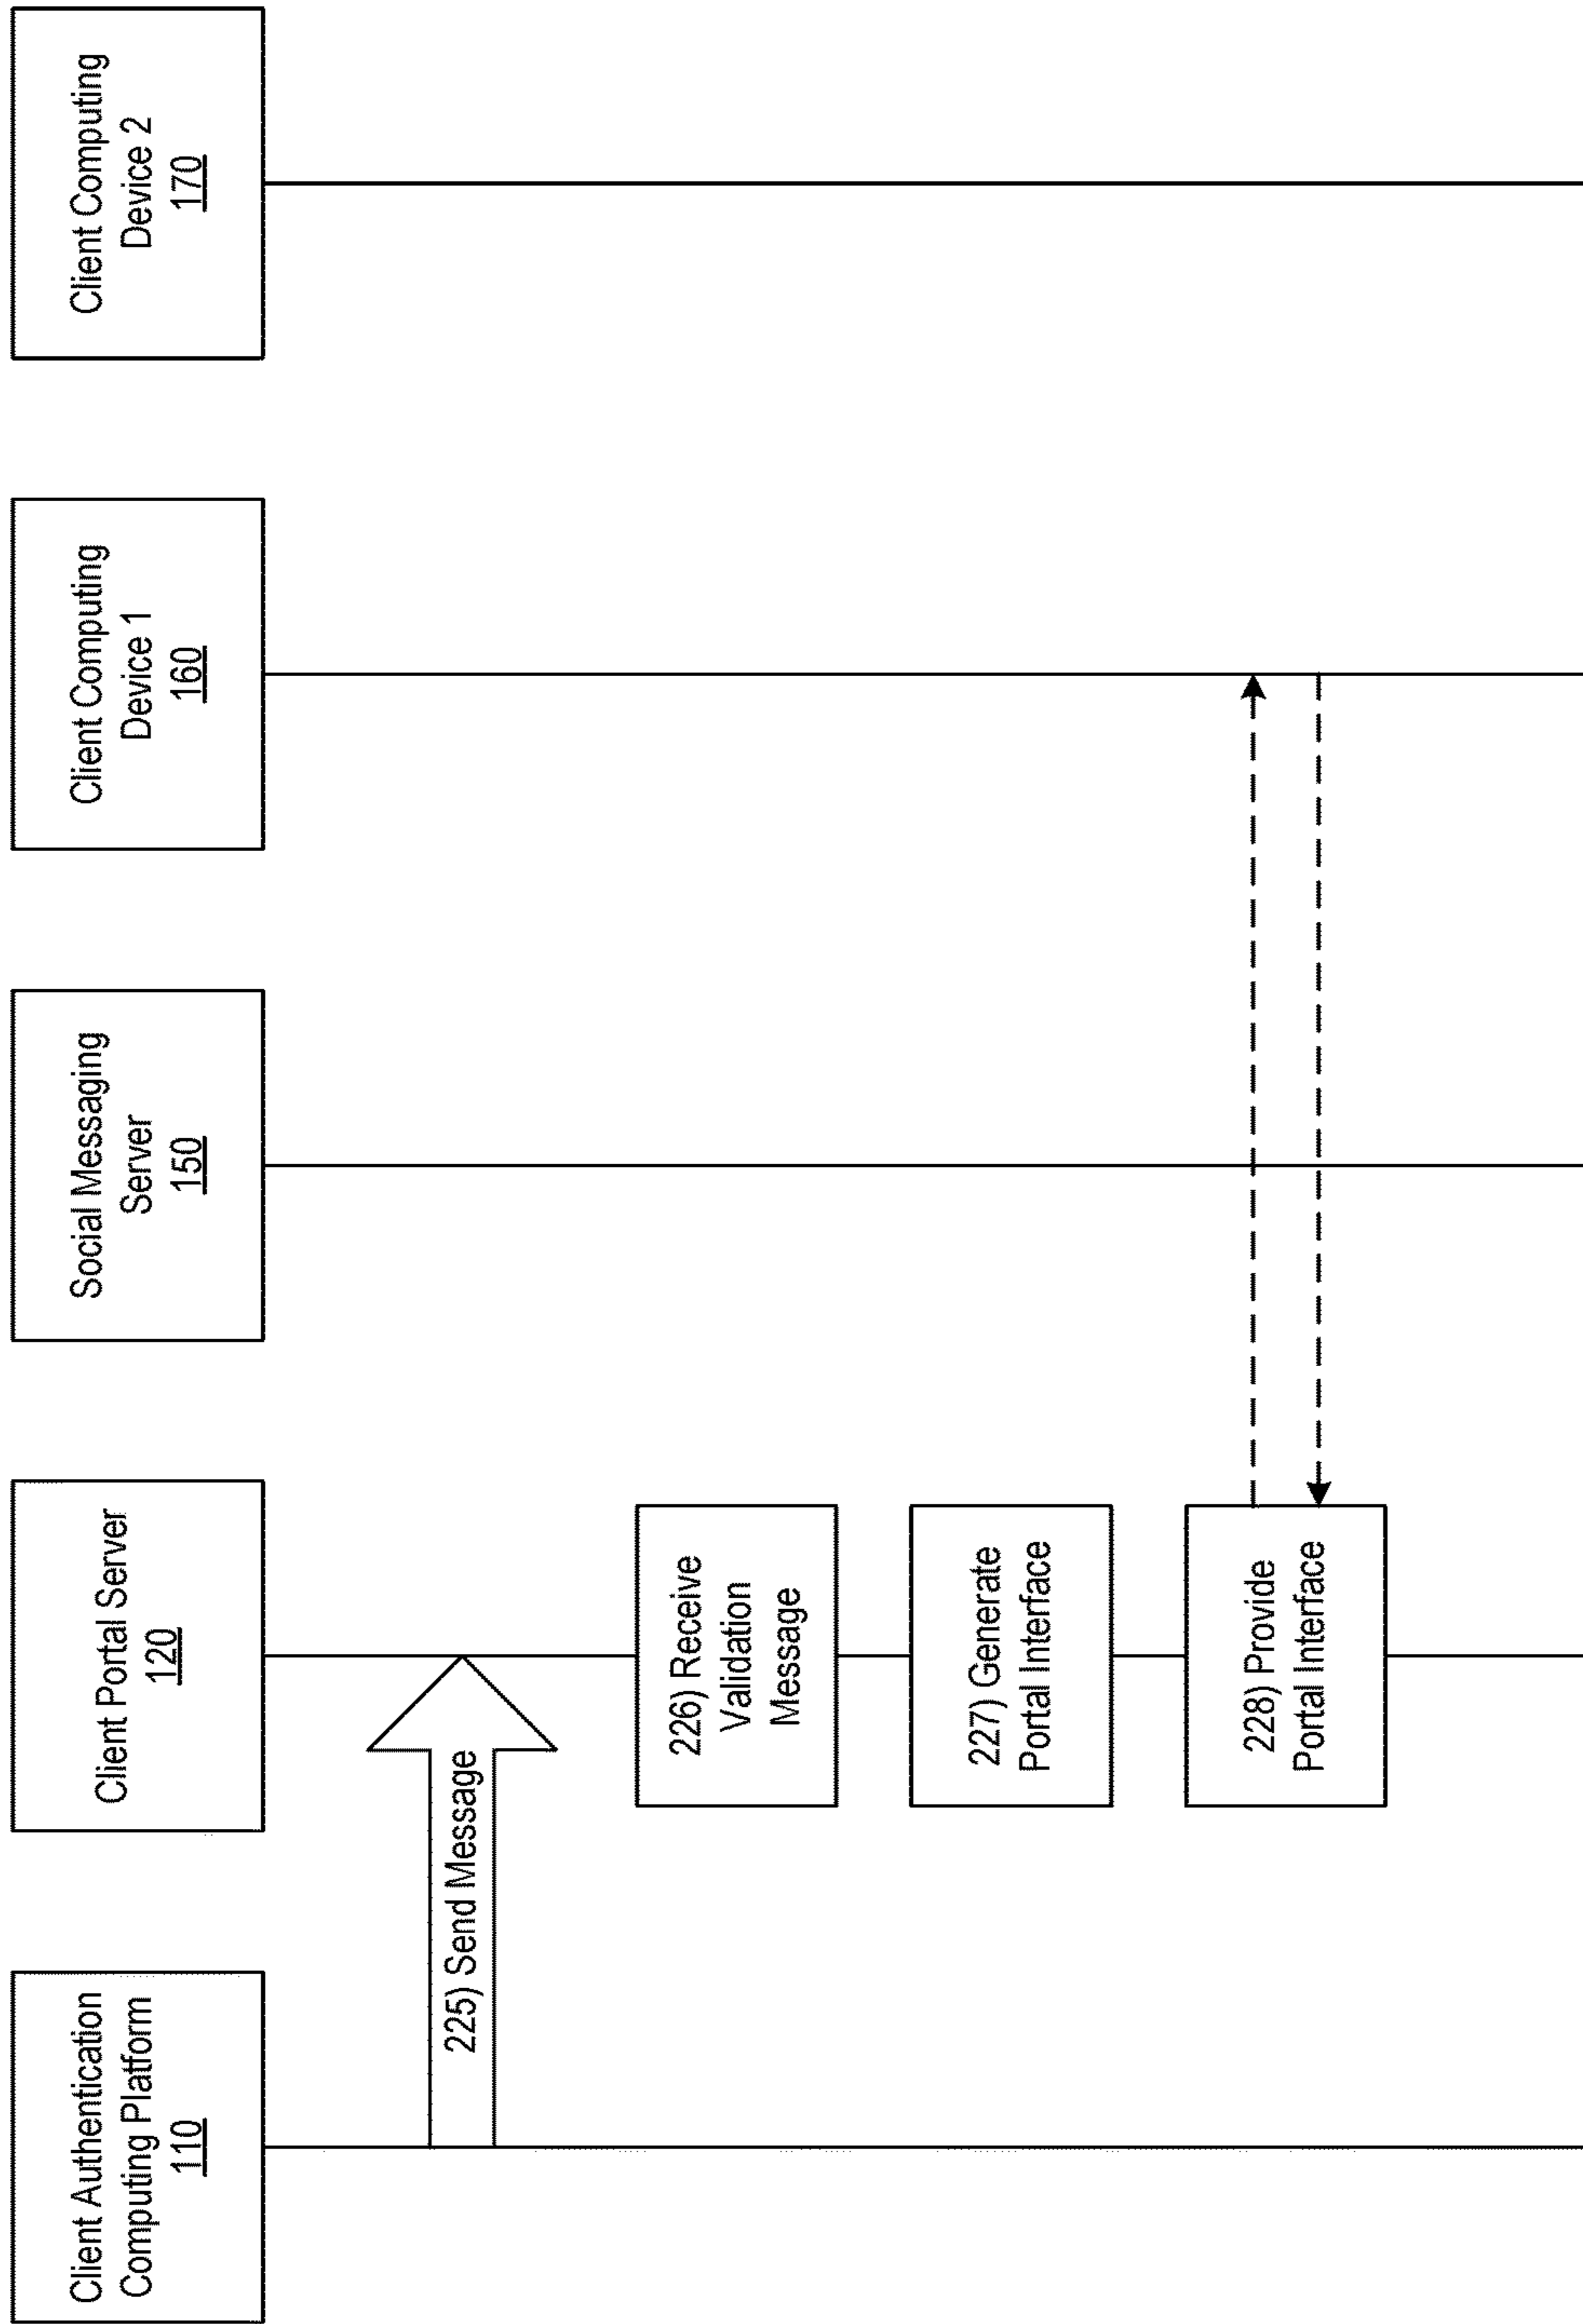 Client Authentication
Computing Platform
110
Client Portal Server
120
Social Messaging
Server
150
Client Computing
Device 1
160
Client Computing
Device 2
170
225) Send Message
226) Receive
Validation
Message
227) Generate
Portal Interface
228) Provide
Portal Interface